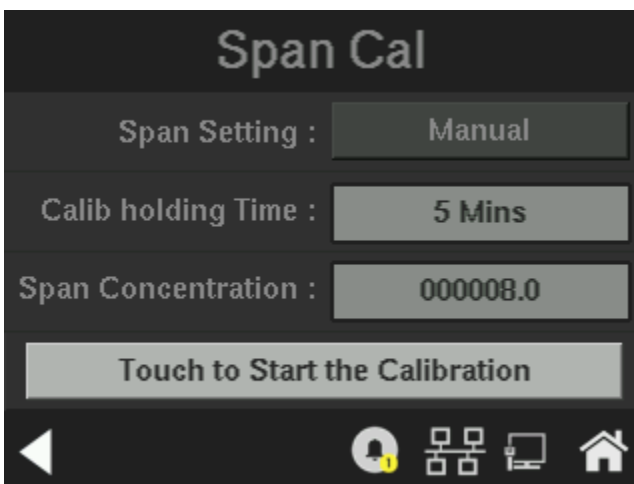 Span Cal
Span Setting : Manual
Calib holding Time : 5 Mins
Span Concentration : 000008.0
Touch to Start the Calibration
1